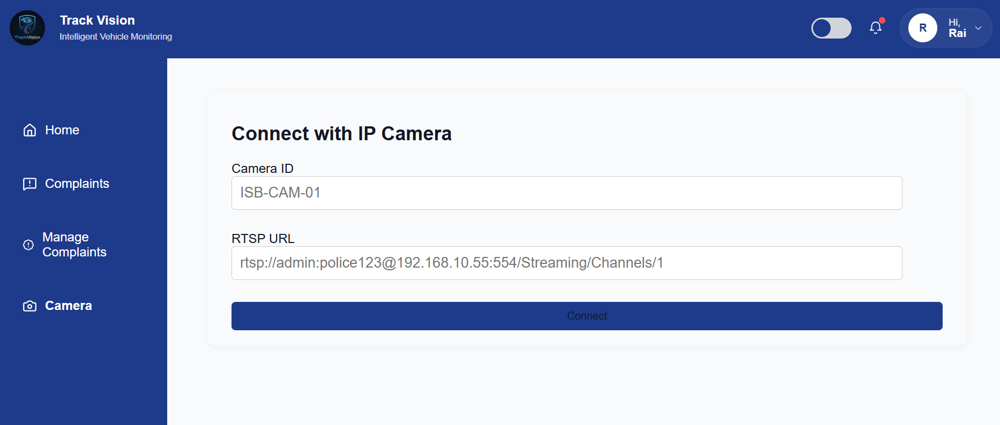 TrackVision
Track Vision
Intelligent Vehicle Monitoring
R
Hi,
Rai
Home
Complaints
Manage
Complaints
Camera
Connect with IP Camera
Camera ID
ISB-CAM-01
RTSP URL
rtsp://admin:police123@192.168.10.55:554/Streaming/Channels/1
Connect